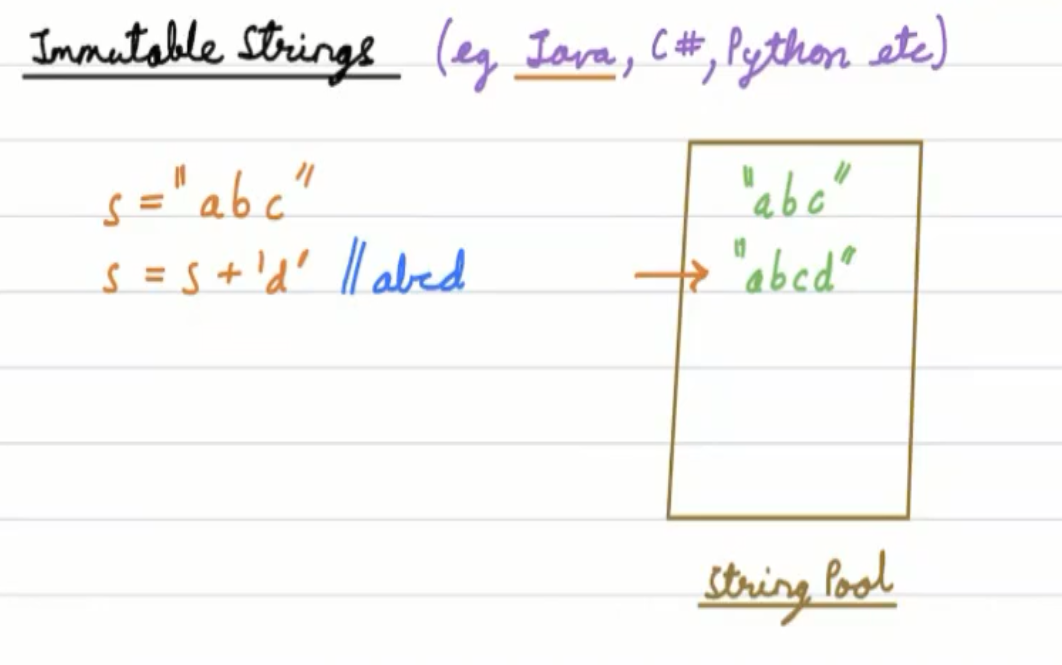 Immutable Strings (eg Java, C#, Python etc)
s = "abc"
s = s + 'd' // abcd
"abc"
→ "abcd"
String Pool